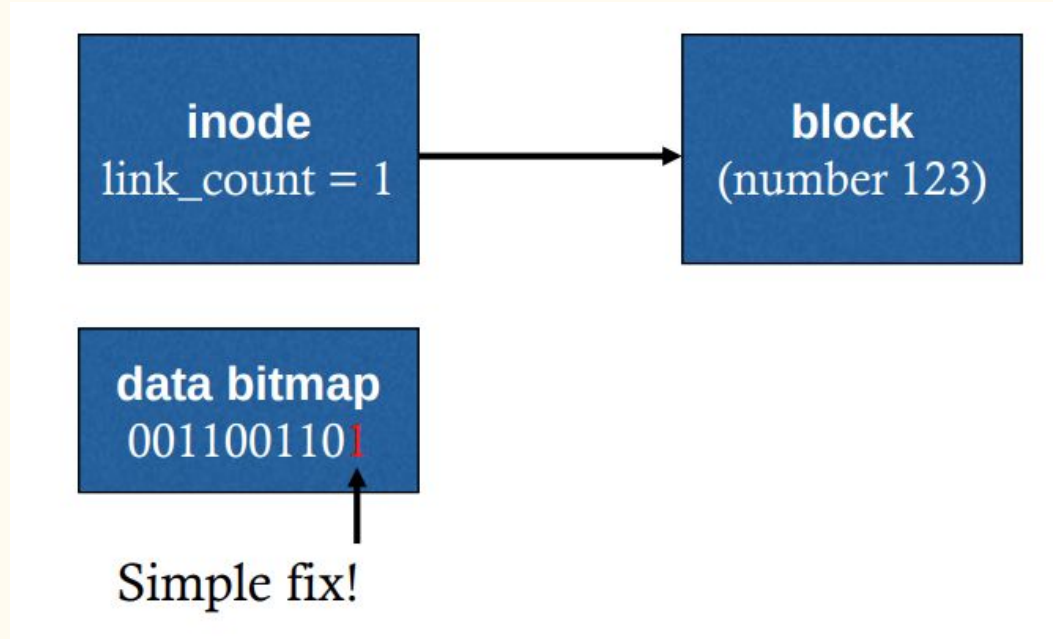 inode
link_count = 1
block
(number 123)
data bitmap
0011001101
Simple fix!